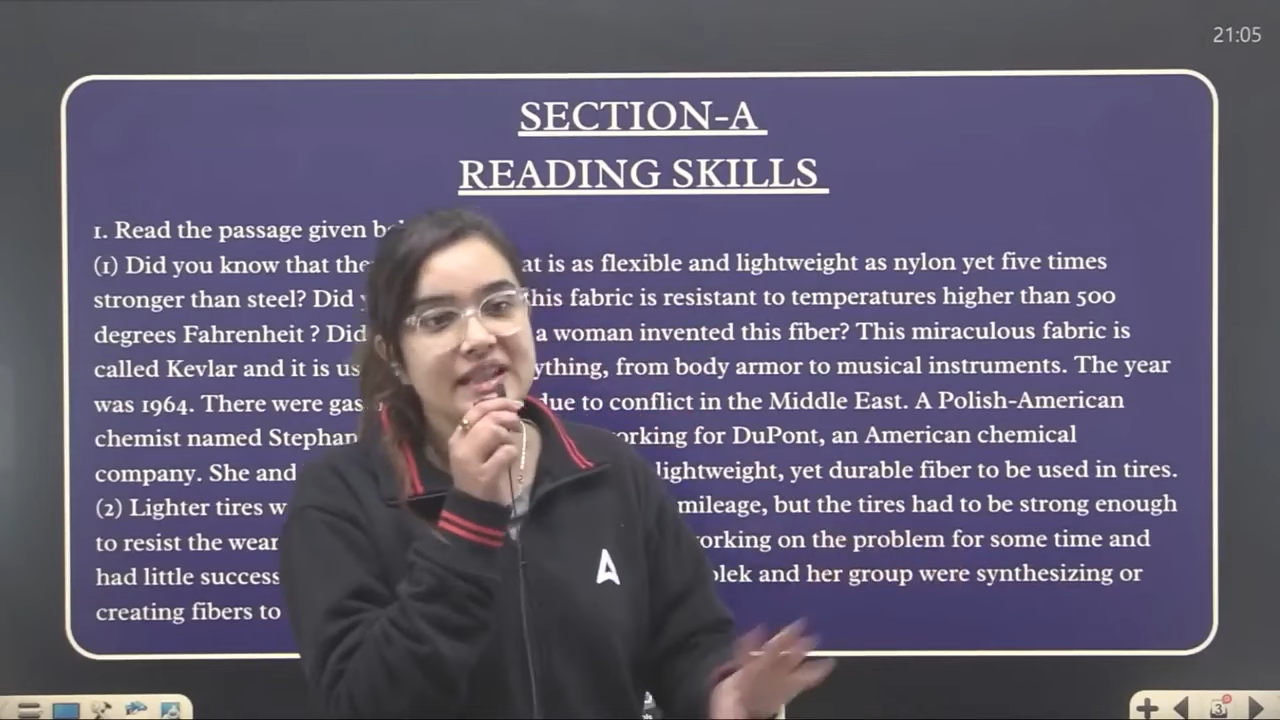 21:05
SECTION-A
READING SKILLS
1. Read the passage given
(1) Did you know that is as flexible and lightweight as nylon yet five times
stronger than steel? Did this fabric is resistant to temperatures higher than 500
degrees Fahrenheit ? Did a woman invented this fiber? This miraculous fabric is
called Kevlar and it is from body armor to musical instruments. The year
was 1964. There were due to conflict in the Middle East. A Polish-American
chemist named for DuPont, an American chemical
company. She and lightweight, yet durable fiber to be used in tires.
(2) Lighter tires mileage, but the tires had to be strong enough
to resist the on the problem for some time and
had little success and her group were synthesizing or
creating fibers to
3